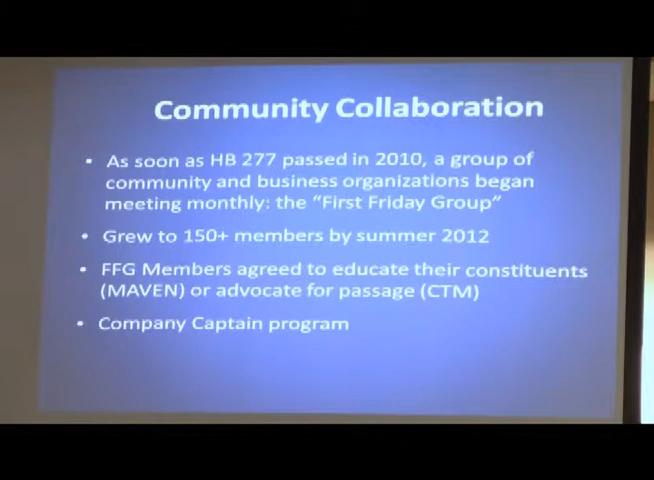 Community Collaboration
• As soon as HB 277 passed in 2010, a group of
community and business organizations began
meeting monthly: the “First Friday Group”
• Grew to 150+ members by summer 2012
• FFG Members agreed to educate their constituents
(MAVEN) or advocate for passage (CTM)
• Company Captain program